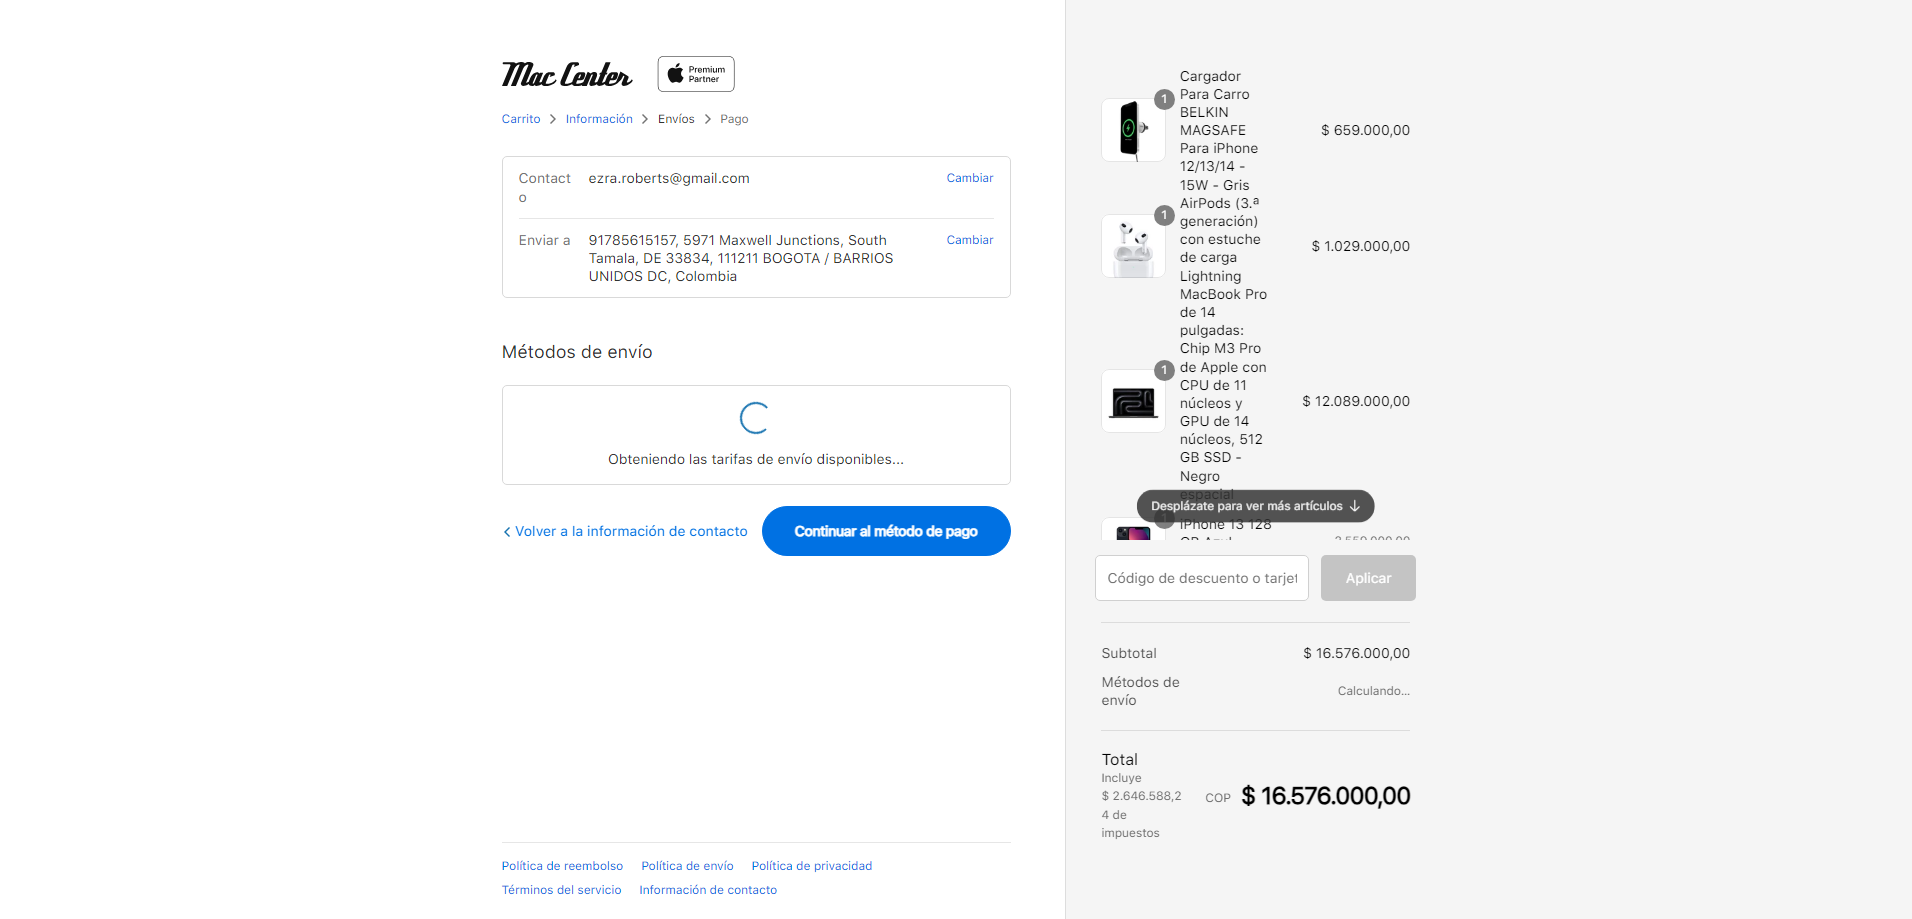 Mac Center
Premium
Partner
Carrito
Información
Envíos
Pago
Contact
o
ezra.roberts@gmail.com
Cambiar
Enviar a
91785615157, 5971 Maxwell Junctions, South
Tamala, DE 33834, 111211 BOGOTA / BARRIOS
UNIDOS DC, Colombia
Cambiar
Métodos de envío
Obteniendo las tarifas de envío disponibles...
Volver a la información de contacto
Continuar al método de pago
Política de reembolso
Política de envío
Política de privacidad
Términos del servicio
Información de contacto
1
Cargador
Para Carro
BELKIN
MAGSAFE
Para iPhone
12/13/14 -
15W - Gris
$ 659.000,00
1
AirPods (3.ª
generación)
con estuche
de carga
Lightning
$ 1.029.000,00
1
MacBook Pro
de 14
pulgadas:
Chip M3 Pro
de Apple con
CPU de 11
núcleos y
GPU de 14
núcleos, 512
GB SSD -
Negro
espacial
$ 12.089.000,00
Desplázate para ver más artículos
1
iPhone 13 128
GB Azul
Código de descuento o tarjet
Aplicar
Subtotal
$ 16.576.000,00
Métodos de
envío
Calculando...
Total
Incluye
$ 2.646.588,2
4 de
impuestos
COP
$ 16.576.000,00